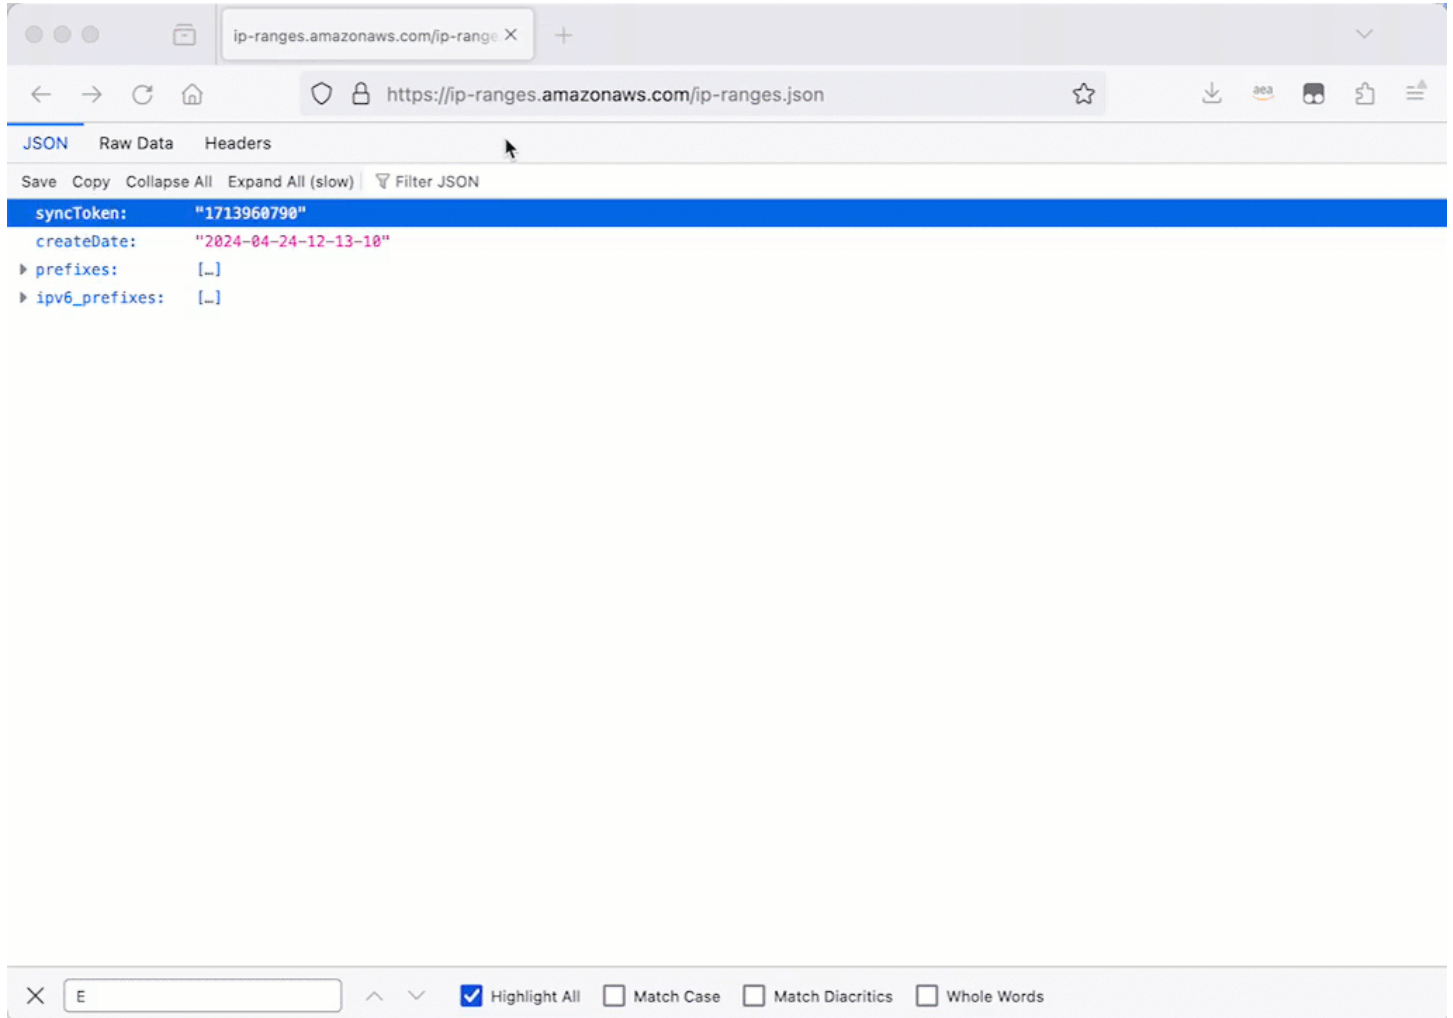 ip-ranges.amazonaws.com/ip-range
https://ip-ranges.amazonaws.com/ip-ranges.json
aea
JSON Raw Data Headers
Save Copy Collapse All Expand All (slow) Filter JSON
syncToken: "1713960790"
createDate: "2024-04-24-12-13-10"
prefixes: […]
ipv6_prefixes: […]
E Highlight All Match Case Match Diacritics Whole Words